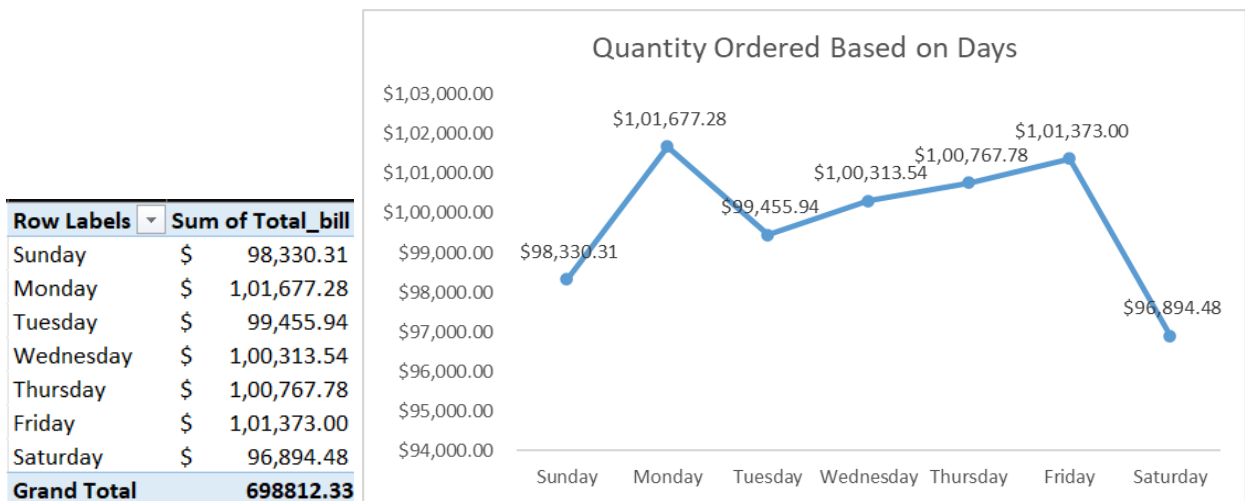 Row Labels Sum of Total_bill
Sunday $ 98,330.31
Monday $ 1,01,677.28
Tuesday $ 99,455.94
Wednesday $ 1,00,313.54
Thursday $ 1,00,767.78
Friday $ 1,01,373.00
Saturday $ 96,894.48
Grand Total 698812.33
Quantity Ordered Based on Days
$1,03,000.00
$1,02,000.00
$1,01,000.00
$1,00,000.00
$99,000.00
$98,000.00
$97,000.00
$96,000.00
$95,000.00
$94,000.00
$98,330.31
$1,01,677.28
$99,455.94
$1,00,313.54
$1,00,767.78
$1,01,373.00
$96,894.48
Sunday Monday Tuesday Wednesday Thursday Friday Saturday